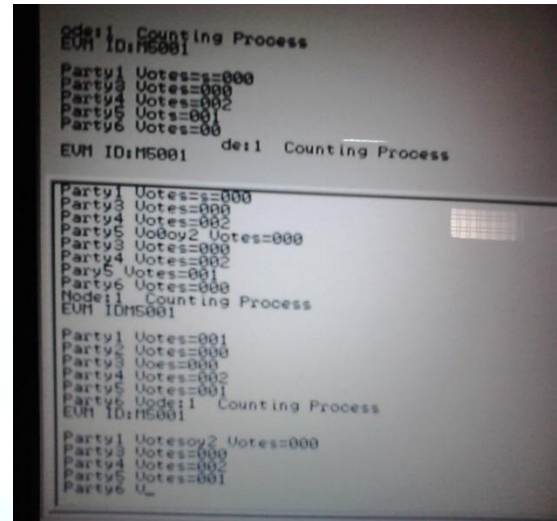 ode:1 Counting Process
EVM ID:M5001
Party1 Votes=s=000
Party3 Votes=000
Party4 Votes=002
Party5 Vots=001
Party6 Votes=00
de:1 Counting Process
EVM ID:M5001
Party1 Votes=s=000
Party3 Votes=000
Party4 Votes=002
Party5 Vo0oy2 Votes=000
Party3 Votes=000
Party4 Votes=002
Pary5 Votes=001
Party6 Votes=000
Node:1 Counting Process
EVM IDM5001
Party1 Votes=001
Party2 Votes=000
Party3 Voes=000
Party4 Votes=002
Party5 Votes=001
Party6 Vode:1 Counting Process
EVM ID:M5001
Party1 Votesoy2 Votes=000
Party3 Votes=000
Party4 Votes=002
Party5 Votes=001
Party6 V_